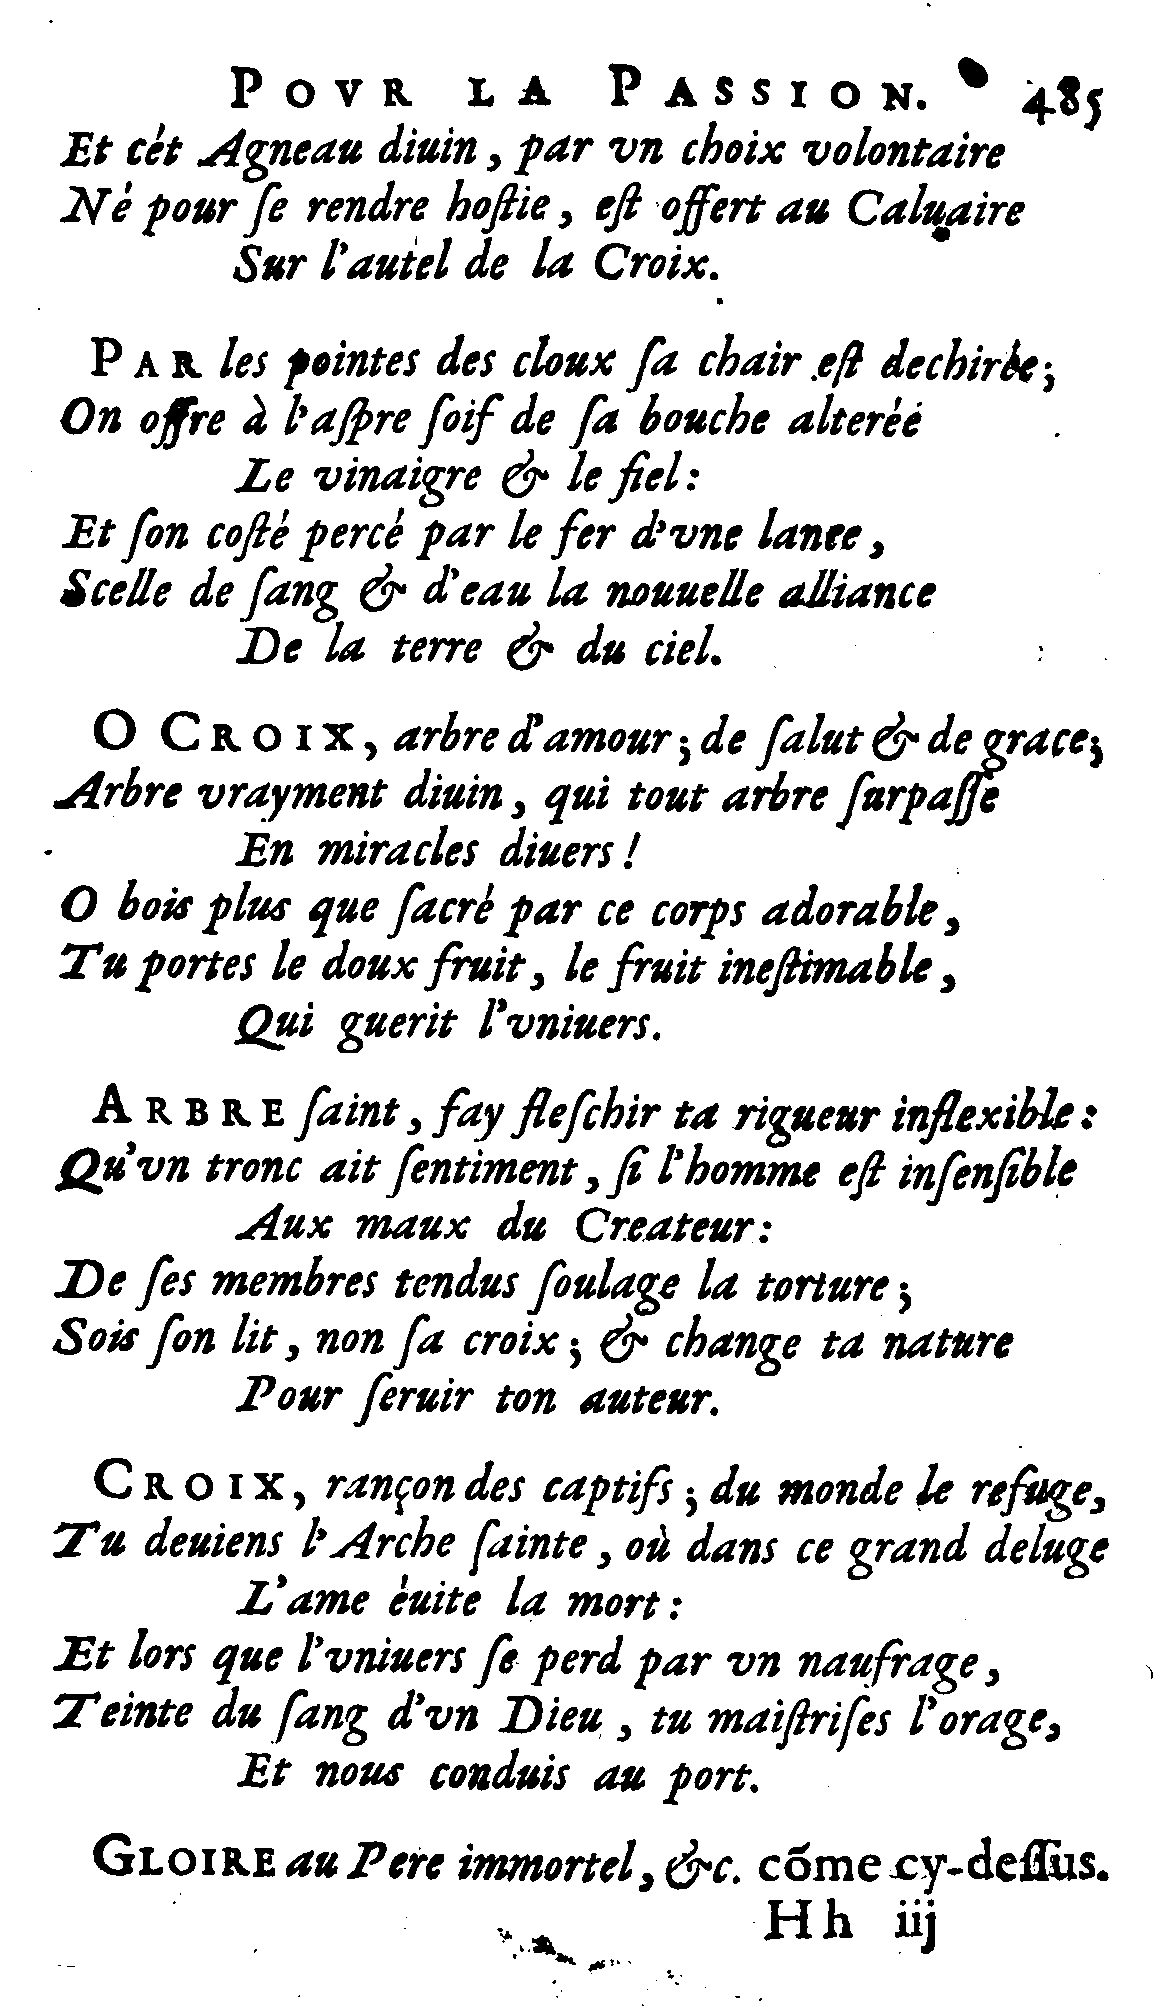 POVR LA PASSION. 485
Et cét Agneau diuin, par vn choix volontaire
Né pour ſe rendre hoſtie, eſt offert au Caluaire
Sur l'autel de la Croix.
PAR les pointes des cloux ſa chair eſt dechirée;
On offre à l'aſpre ſoif de ſa bouche alteréé
Le vinaigre & le fiel:
Et ſon coſté percé par le fer d'vne lance,
Scelle de ſang & d'eau la nouuelle alliance
De la terre & du ciel.
O CROIX, arbre d'amour; de ſalut & de grace;
Arbre vrayment diuin, qui tout arbre ſurpaſſe
En miracles diuers!
O bois plus que ſacré par ce corps adorable,
Tu portes le doux fruit, le fruit ineſtimable,
Qui guerit l'vniuers.
ARBRE ſaint, fay fleſchir ta rigueur inflexible:
Qu'vn tronc ait ſentiment, ſi l'homme eſt inſenſible
Aux maux du Createur:
De ſes membres tendus ſoulage la torture;
Sois ſon lit, non ſa croix; & change ta nature
Pour ſeruir ton auteur.
CROIX, rançon des captifs; du monde le refuge,
Tu deuiens l'Arche ſainte, où dans ce grand deluge
L'ame éuite la mort:
Et lors que l'vniuers ſe perd par vn naufrage,
Teinte du ſang d'vn Dieu, tu maiſtriſes l'orage,
Et nous conduis au port.
GLOIRE au Pere immortel, &c. cõme cy-deſſus.
Hh iij